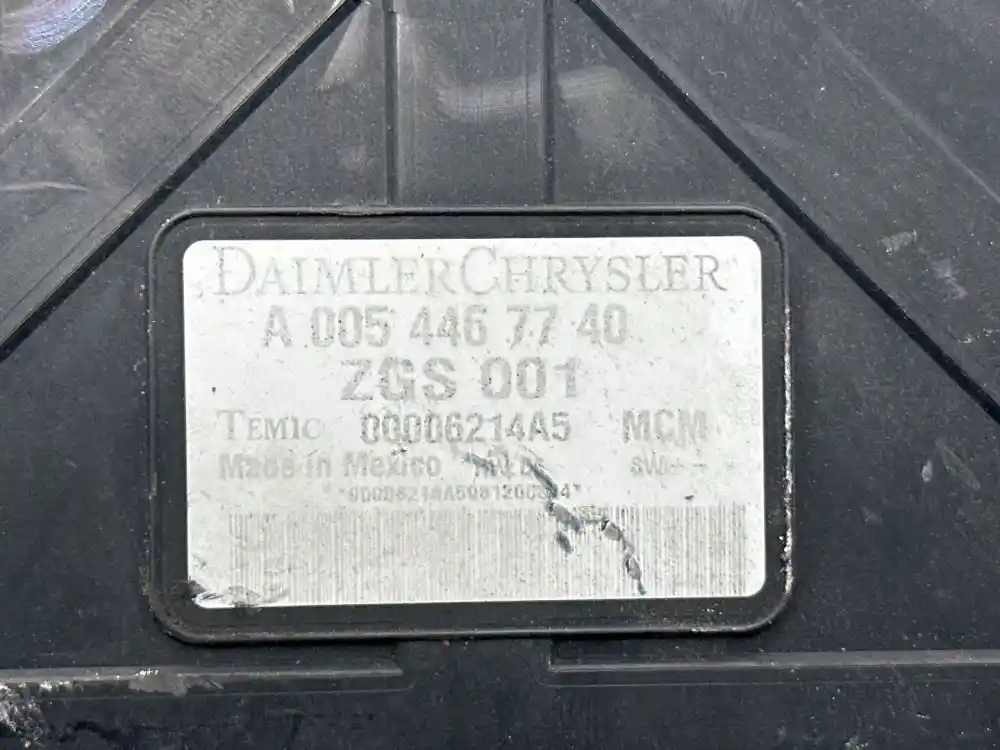 DAIMLERCHRYSLER
A 005 446 77 40
ZGS 001
TEMIC 00006214A5 MCM
Made in Mexico